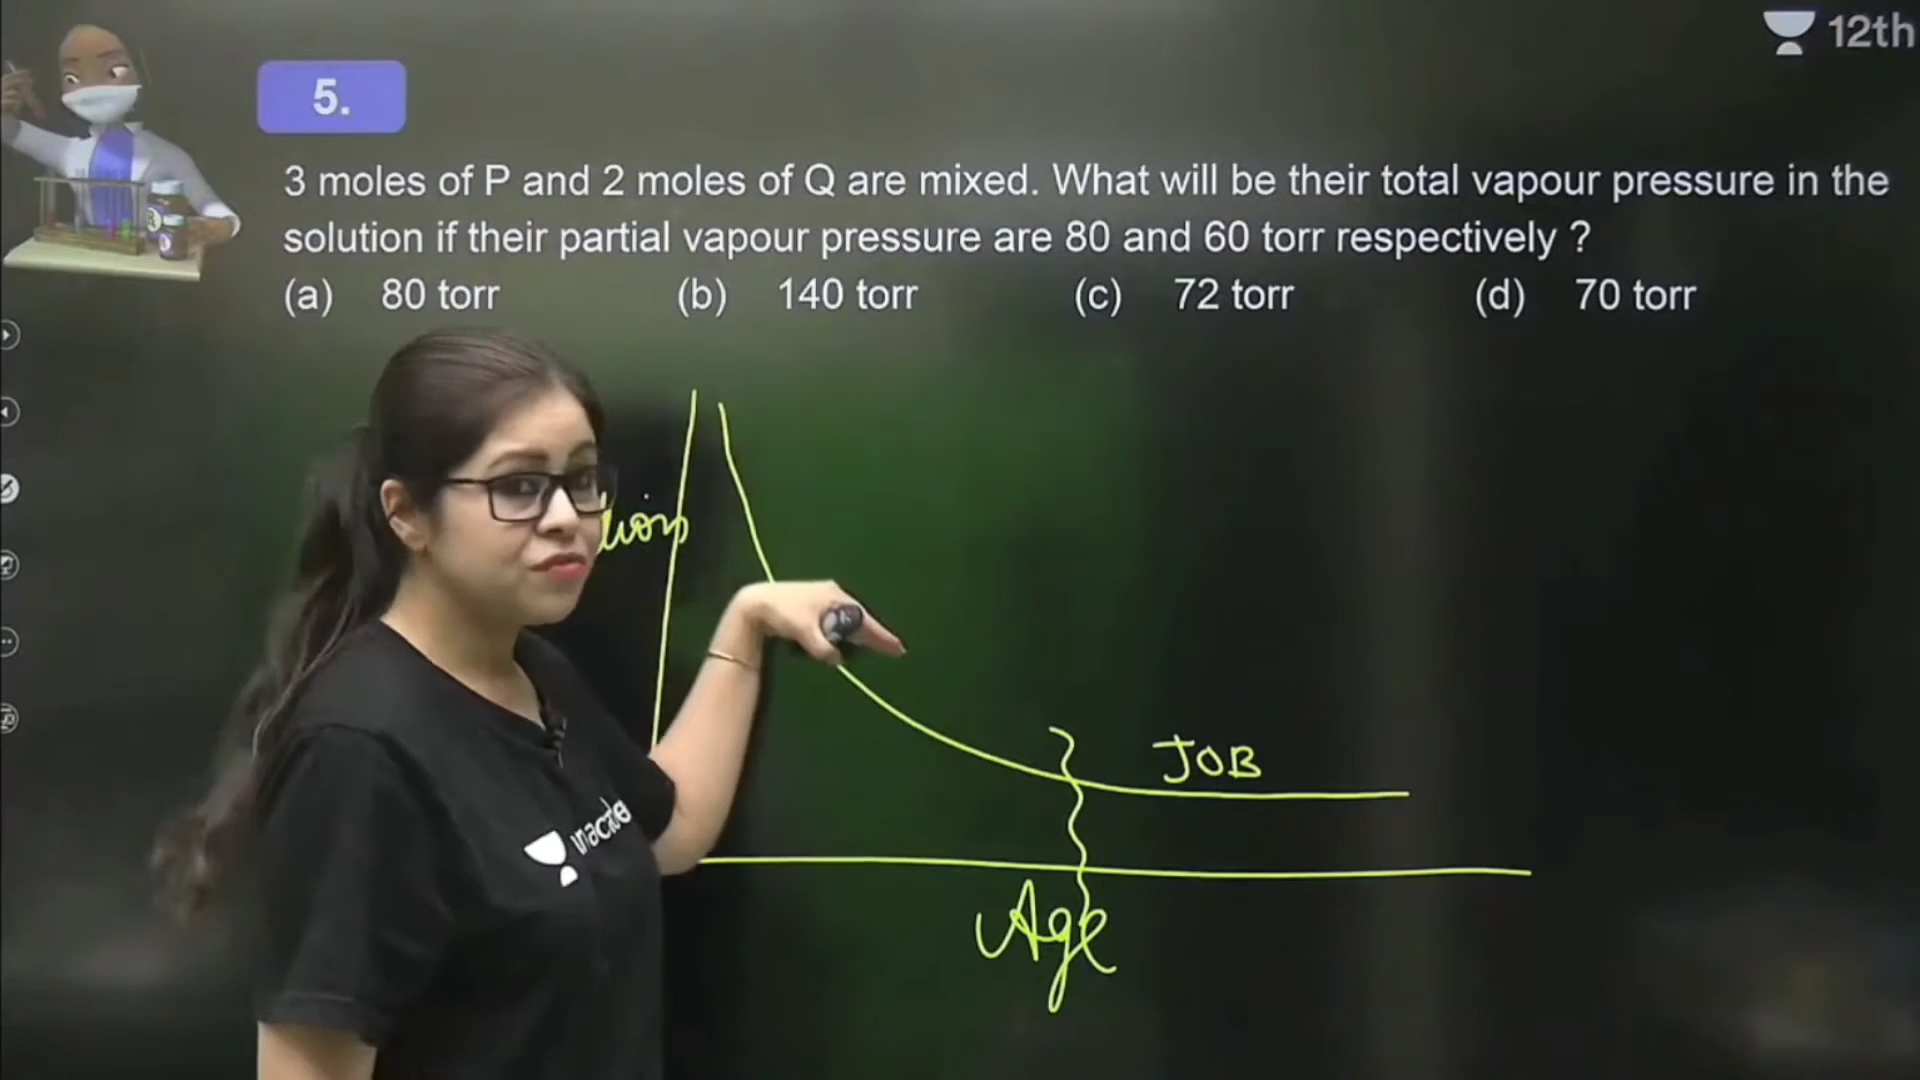 12th
5.
3 moles of P and 2 moles of Q are mixed. What will be their total vapour pressure in the
solution if their partial vapour pressure are 80 and 60 torr respectively ?
(a) 80 torr (b) 140 torr (c) 72 torr (d) 70 torr
JOB
Age